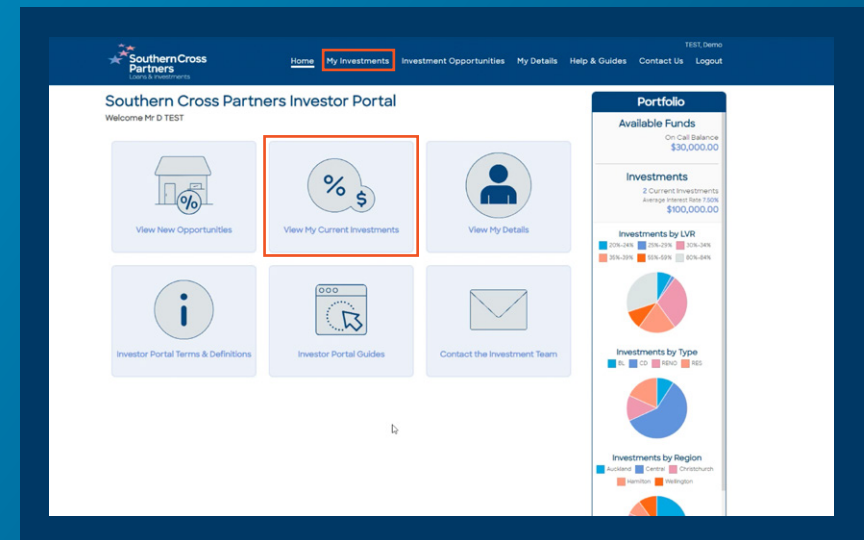 TEST, Demo
SouthernCross
Partners
Loans & Investments
Home My Investments Investment Opportunities My Details Help & Guides Contact Us Logout
Southern Cross Partners Investor Portal
Welcome Mr D TEST
View New Opportunities
View My Current Investments
View My Details
Investor Portal Terms & Definitions
Investor Portal Guides
Contact the Investment Team
Portfolio
Available Funds
On Call Balance
$30,000.00
Investments
2 Current Investments
Average Interest Rate 7.50%
$100,000.00
Investments by LVR
20%-24% 25%-29% 30%-34%
35%-39% 55%-59% 80%-84%
Investments by Type
BL CD RENO RES
Investments by Region
Auckland Central Christchurch
Hamilton Wellington